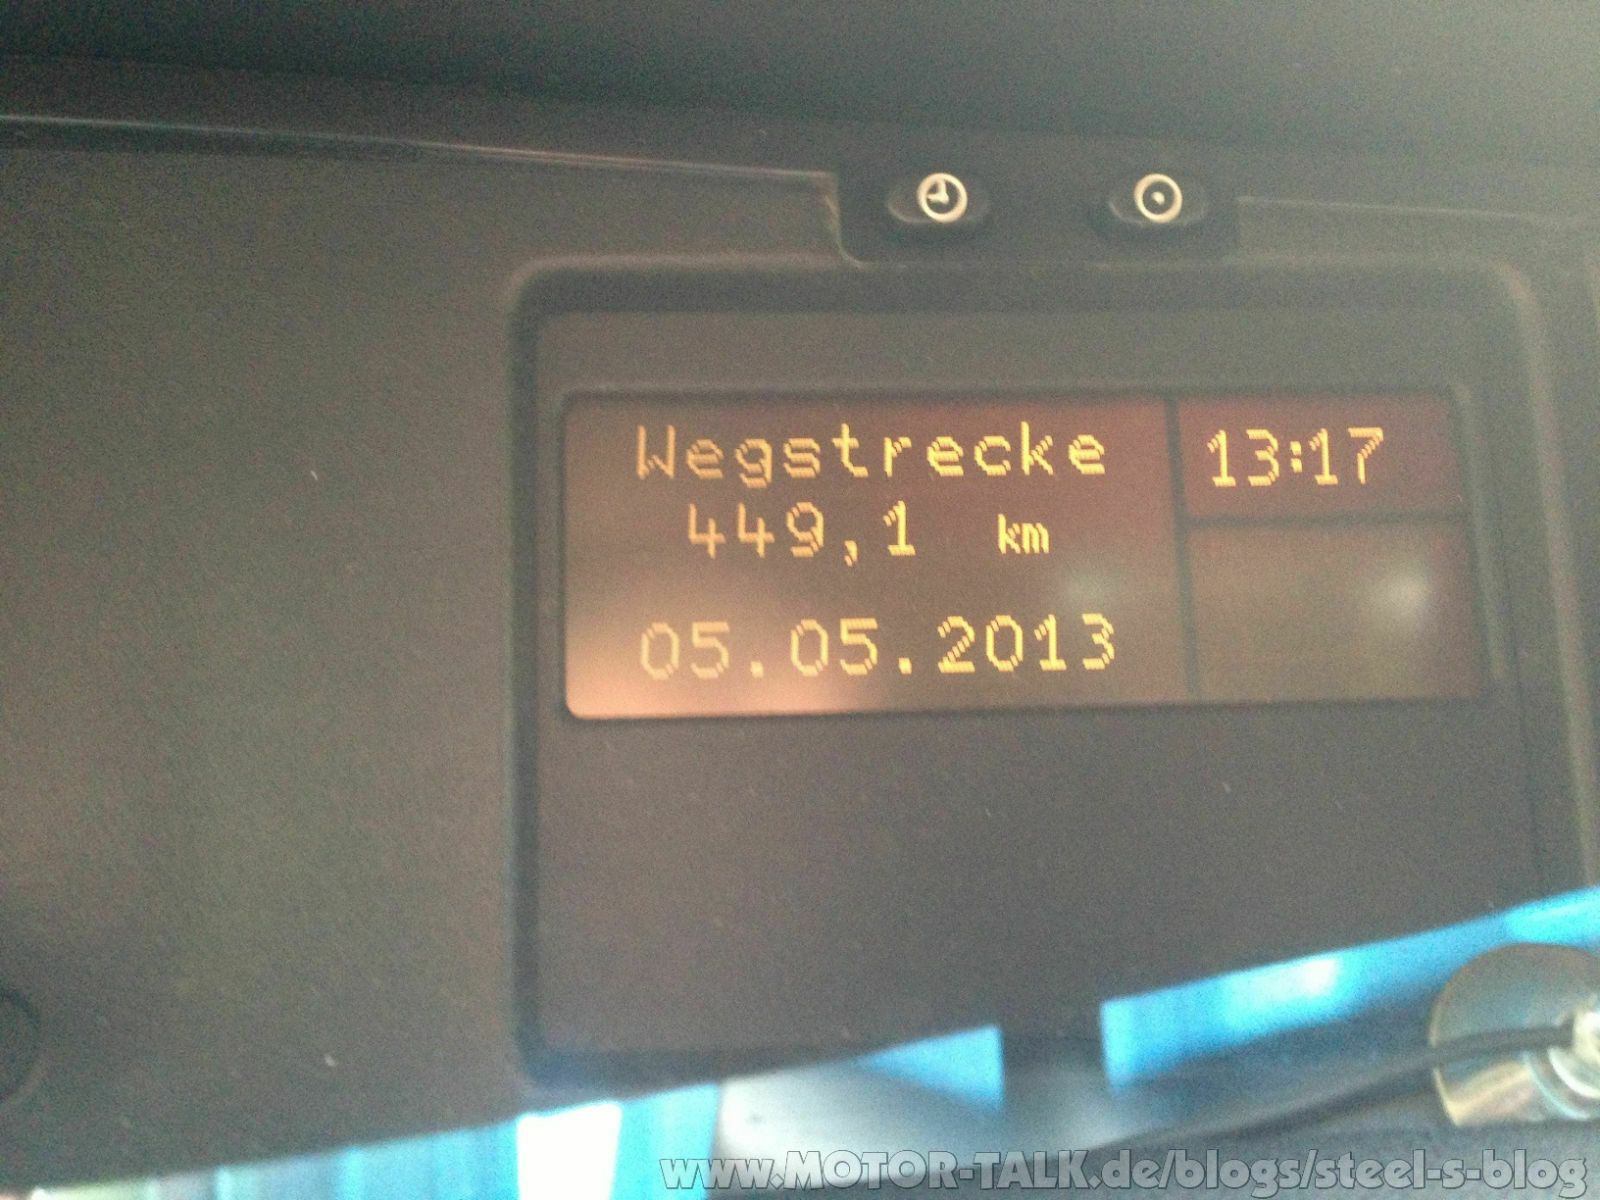 Wegstrecke
449,1 km
05.05.2013
13:17
www.MOTOR-TALK.de/blogs/steel-s-blog